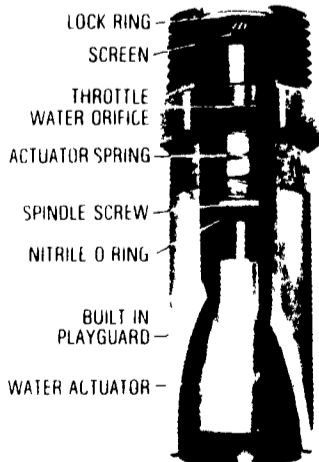 LOCK RING
SCREEN
THROTTLE
WATER ORIFICE
ACTUATOR SPRING
SPINDLE SCREW
NITRILE O RING
BUILT IN
PLAYGUARD
WATER ACTUATOR